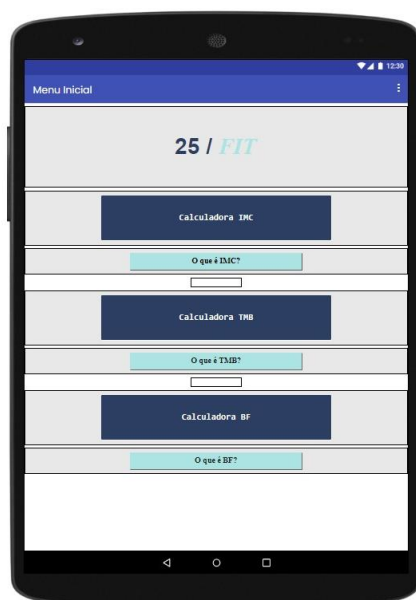 12:30
Menu Inicial
25 / FIT
Calculadora IMC
O que é IMC?
Calculadora TMB
O que é TMB?
Calculadora BF
O que é BF?